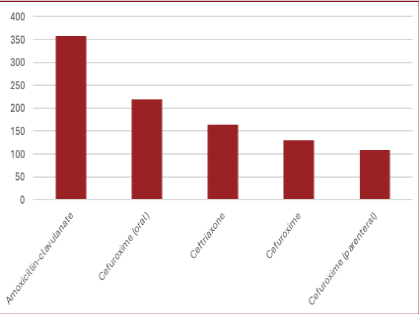 400
350
300
250
200
150
100
50
0
Amoxicillin-clavulanate
Cefuroxime (oral)
Ceftriaxone
Cefuroxime
Cefuroxime (parenteral)